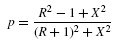 p = \frac{R^2 - 1 + X^2}{(R + 1)^2 + X^2}